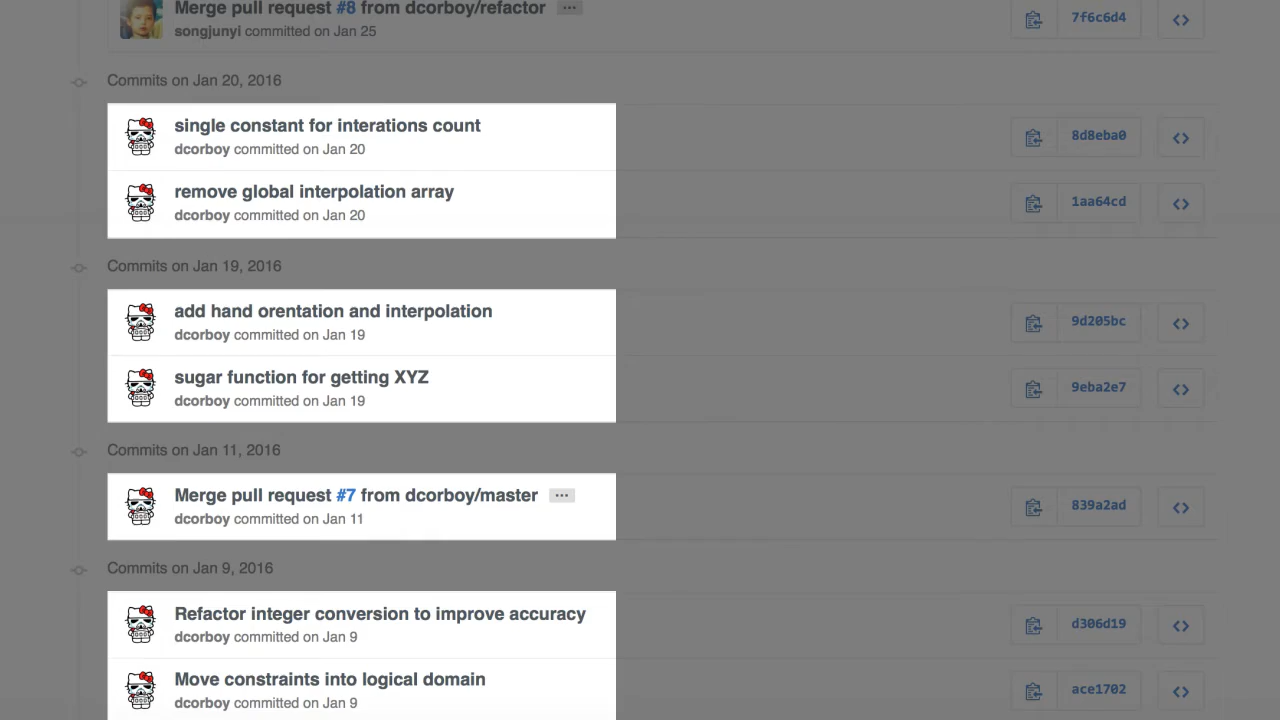 Merge pull request #8 from dcorboy/refactor ...
songjunyi committed on Jan 25
7f6c6d4
Commits on Jan 20, 2016
single constant for interations count
dcorboy committed on Jan 20
8d8eba0
remove global interpolation array
dcorboy committed on Jan 20
1aa64cd
Commits on Jan 19, 2016
add hand orentation and interpolation
dcorboy committed on Jan 19
9d205bc
sugar function for getting XYZ
dcorboy committed on Jan 19
9eba2e7
Commits on Jan 11, 2016
Merge pull request #7 from dcorboy/master ...
dcorboy committed on Jan 11
839a2ad
Commits on Jan 9, 2016
Refactor integer conversion to improve accuracy
dcorboy committed on Jan 9
d306d19
Move constraints into logical domain
dcorboy committed on Jan 9
ace1702